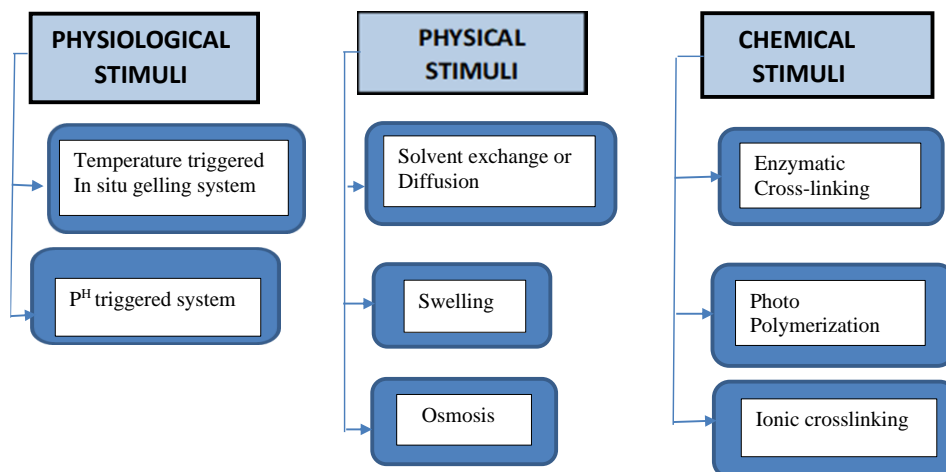 PHYSIOLOGICAL
STIMULI
Temperature triggered
In situ gelling system
Pᴴ triggered system
PHYSICAL
STIMULI
Solvent exchange or
Diffusion
Swelling
Osmosis
CHEMICAL
STIMULI
Enzymatic
Cross-linking
Photo
Polymerization
Ionic crosslinking